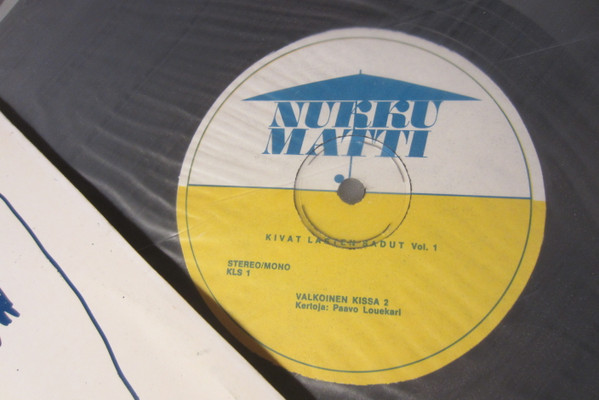 NUKKU
MATTI
KIVAT LASTEN SADUT Vol. 1
STEREO/MONO
KLS 1
VALKOINEN KISSA 2
Kertoja: Paavo Louekari